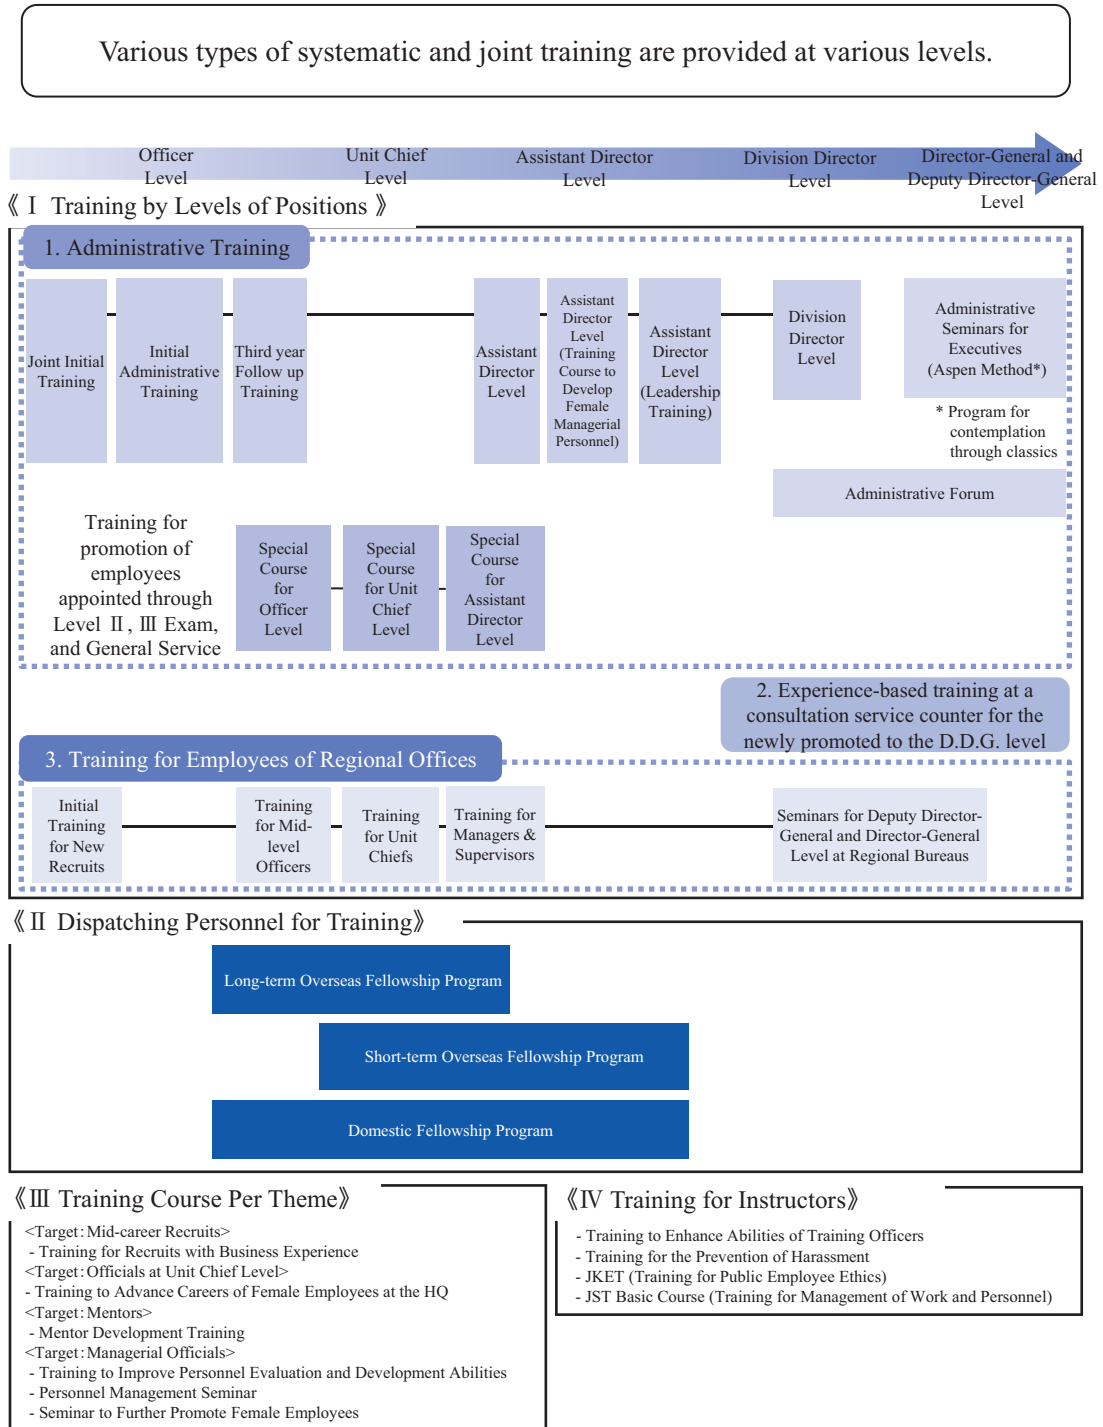 Various types of systematic and joint training are provided at various levels.
Officer
Level
Unit Chief
Level
Assistant Director
Level
Division Director
Level
Director-General and
Deputy Director-General
Level
《 Ⅰ Training by Levels of Positions 》
1. Administrative Training
Joint Initial
Training
Initial
Administrative
Training
Third year
Follow up
Training
Assistant
Director
Level
Assistant
Director
Level
(Training
Course to
Develop
Female
Managerial
Personnel)
Assistant
Director
Level
(Leadership
Training)
Division
Director
Level
Administrative
Seminars for
Executives
(Aspen Method*)
* Program for
contemplation
through classics
Administrative Forum
Training for
promotion of
employees
appointed through
Level Ⅱ, Ⅲ Exam,
and General Service
Special
Course
for
Officer
Level
Special
Course
for Unit
Chief
Level
Special
Course
for
Assistant
Director
Level
2. Experience-based training at a
consultation service counter for the
newly promoted to the D.D.G. level
3. Training for Employees of Regional Offices
Initial
Training
for New
Recruits
Training
for Mid-
level
Officers
Training
for Unit
Chiefs
Training for
Managers &
Supervisors
Seminars for Deputy Director-
General and Director-General
Level at Regional Bureaus
《Ⅱ Dispatching Personnel for Training》
Long-term Overseas Fellowship Program
Short-term Overseas Fellowship Program
Domestic Fellowship Program
《Ⅲ Training Course Per Theme》
<Target:Mid-career Recruits>
- Training for Recruits with Business Experience
<Target:Officials at Unit Chief Level>
- Training to Advance Careers of Female Employees at the HQ
<Target:Mentors>
- Mentor Development Training
<Target:Managerial Officials>
- Training to Improve Personnel Evaluation and Development Abilities
- Personnel Management Seminar
- Seminar to Further Promote Female Employees
《Ⅳ Training for Instructors》
- Training to Enhance Abilities of Training Officers
- Training for the Prevention of Harassment
- JKET (Training for Public Employee Ethics)
- JST Basic Course (Training for Management of Work and Personnel)